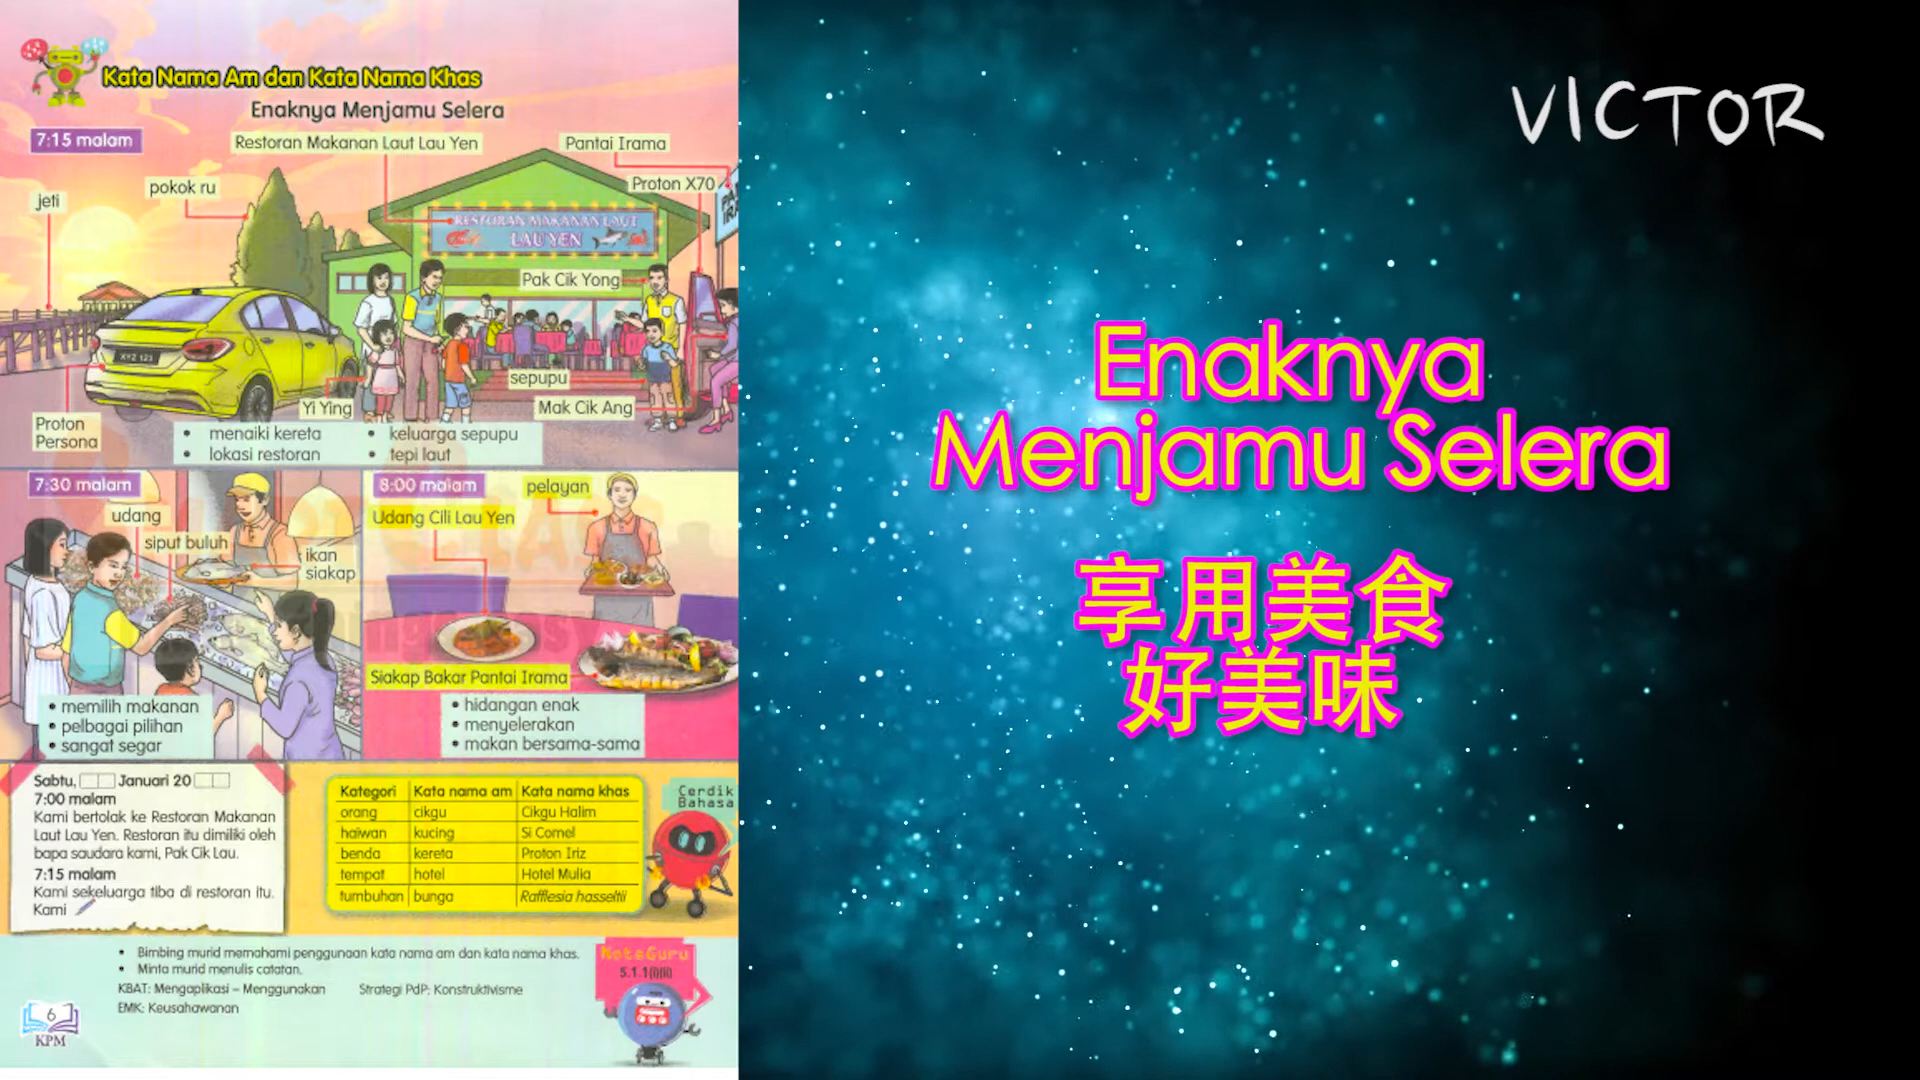 Kata Nama Am dan Kata Nama Khas
Enaknya Menjamu Selera
7:15 malam
Restoran Makanan Laut Lau Yen
Pantai Irama
Proton X70
pokok ru
jeti
RESTORAN MAKANAN LAUT
LAU YEN
Pak Cik Yong
XYZ 123
sepupu
Yi Ying
Mak Cik Ang
Proton
Persona
• menaiki kereta
• lokasi restoran
• keluarga sepupu
• tepi laut
7:30 malam
udang
siput buluh
ikan
siakap
• memilih makanan
• pelbagai pilihan
• sangat segar
8:00 malam
pelayan
Udang Cili Lau Yen
Siakap Bakar Pantai Irama
• hidangan enak
• menyelerakan
• makan bersama-sama
Sabtu, Januari 20
7:00 malam
Kami bertolak ke Restoran Makanan
Laut Lau Yen. Restoran itu dimiliki oleh
bapa saudara kami, Pak Cik Lau.
7:15 malam
Kami sekeluarga tiba di restoran itu.
Kami
Kategori Kata nama am Kata nama khas
orang cikgu Cikgu Halim
haiwan kucing Si Comel
benda kereta Proton Iriz
tempat hotel Hotel Mulia
tumbuhan bunga Rafflesia hasseltii
Cerdik
Bahasa
• Bimbing murid memahami penggunaan kata nama am dan kata nama khas.
• Minta murid menulis catatan.
KBAT: Mengaplikasi – Menggunakan Strategi PdP: Konstruktivisme
EMK: Keusahawanan
NotaGuru
6
KPM
VICTOR
Enaknya
Menjamu Selera
享用美食
好美味